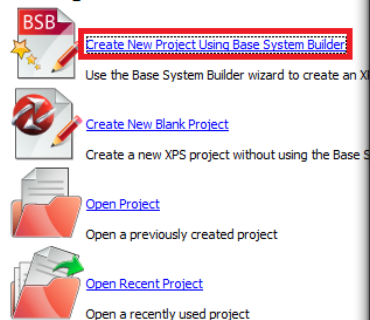 BSB
Create New Project Using Base System Builder
Use the Base System Builder wizard to create an
Create New Blank Project
Create a new XPS project without using the Base
Open Project
Open a previously created project
Open Recent Project
Open a recently used project